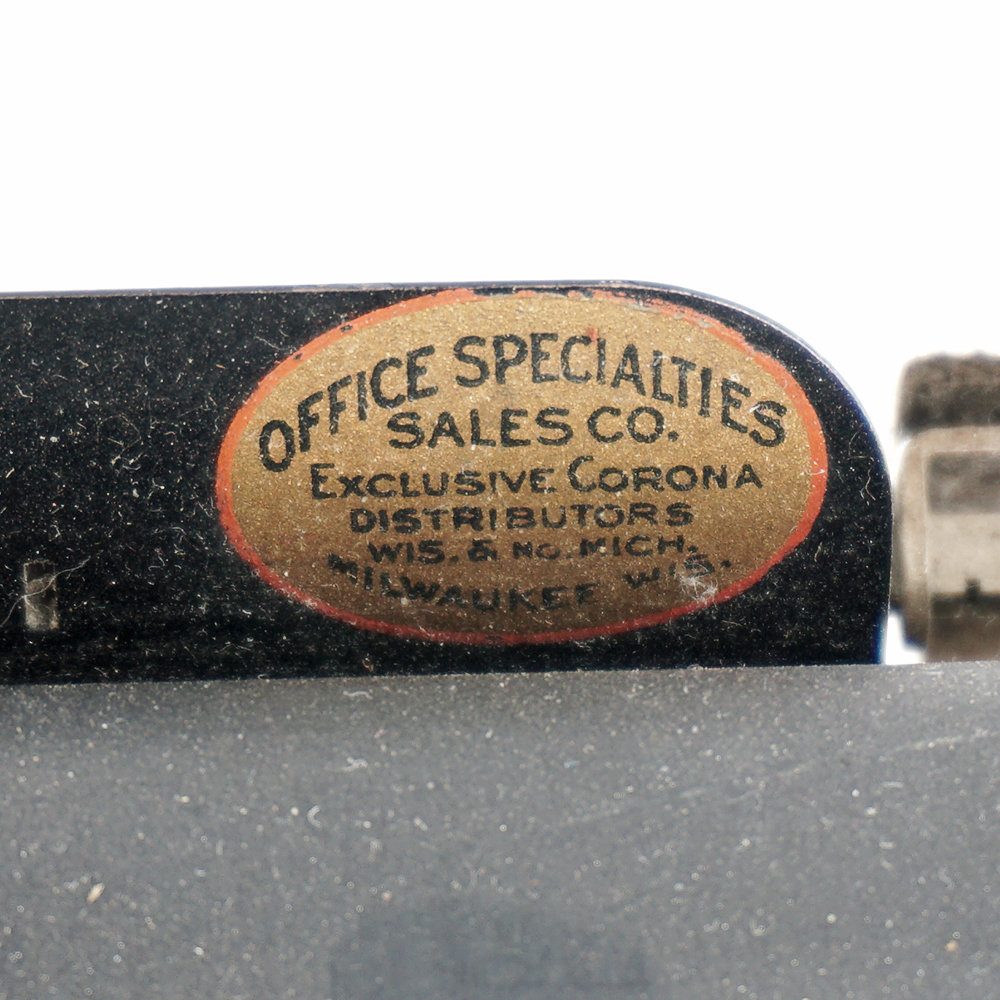 OFFICE SPECIALTIES
SALES CO.
EXCLUSIVE CORONA
DISTRIBUTORS
WIS. & NO. MICH.
MILWAUKEE WIS.